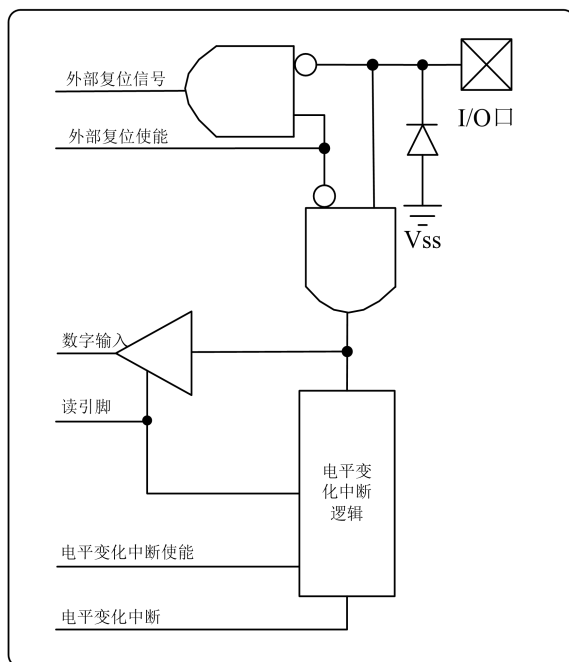 外部复位信号
I/O口
外部复位使能
Vss
数字输入
读引脚
电平变
化中断
逻辑
电平变化中断使能
电平变化中断